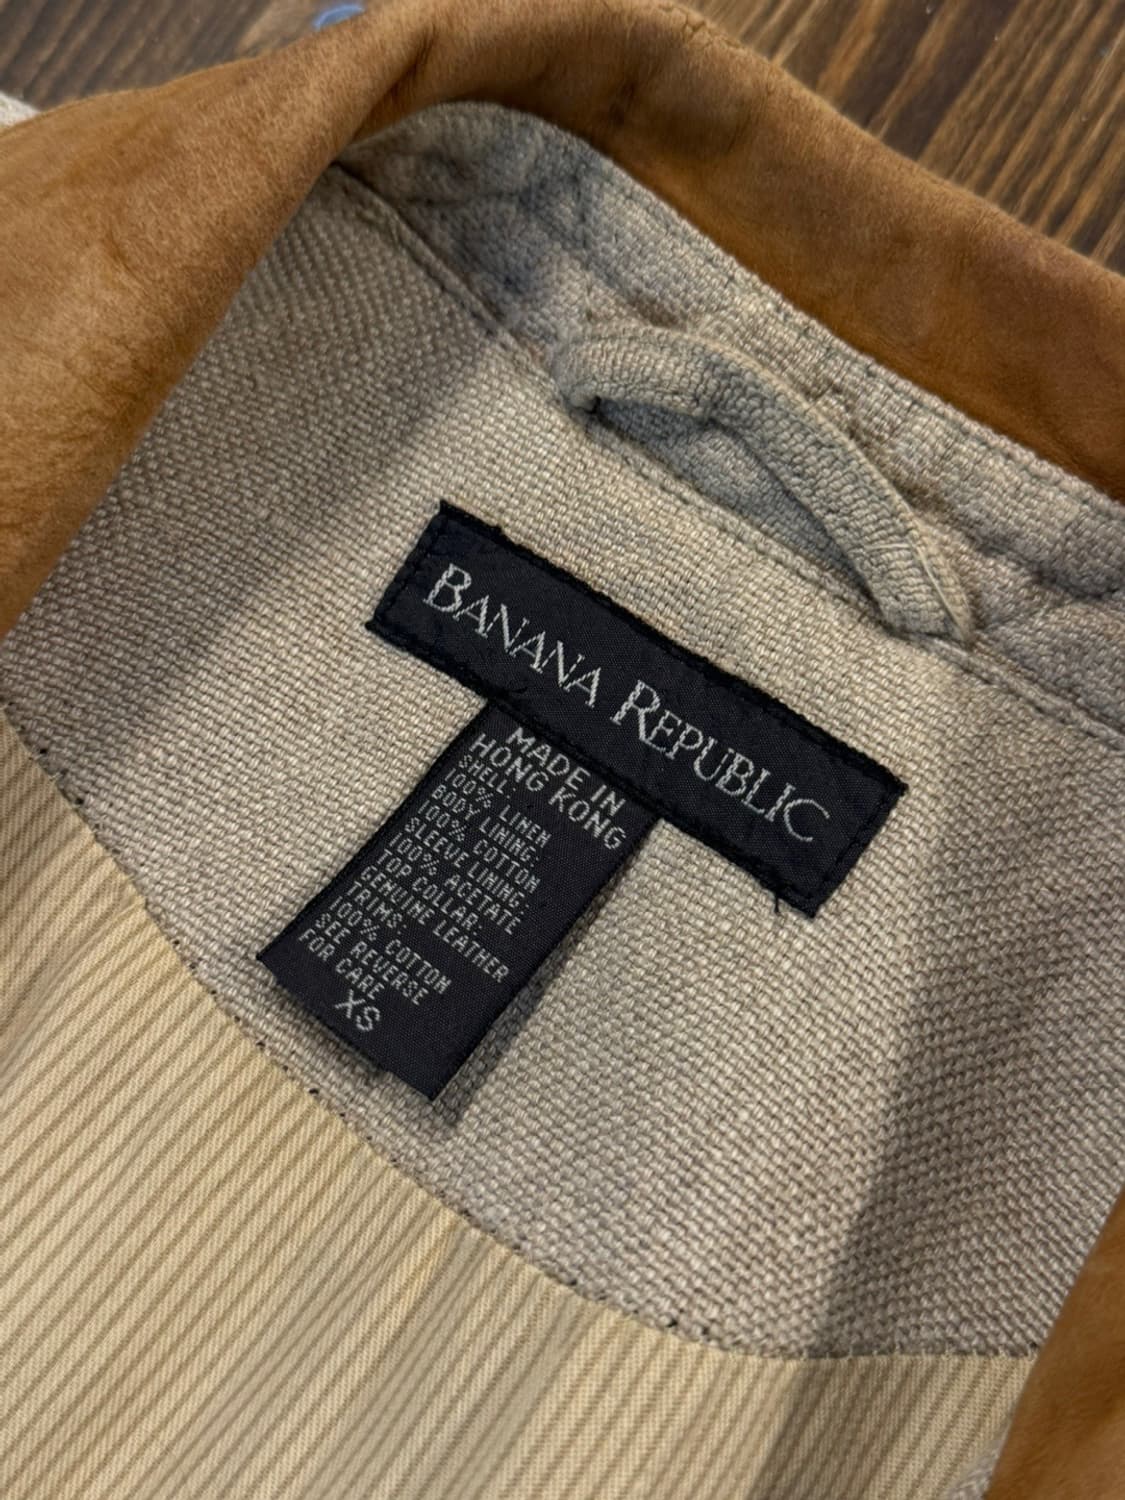 BANANA REPUBLIC
MADE IN
HONG KONG
SHELL:
100% LINEN
BODY LINING:
100% COTTON
SLEEVE LINING:
100% ACETATE
TOP COLLAR:
GENUINE LEATHER
TRIMS:
100% COTTON
SEE REVERSE
FOR CARE
XS